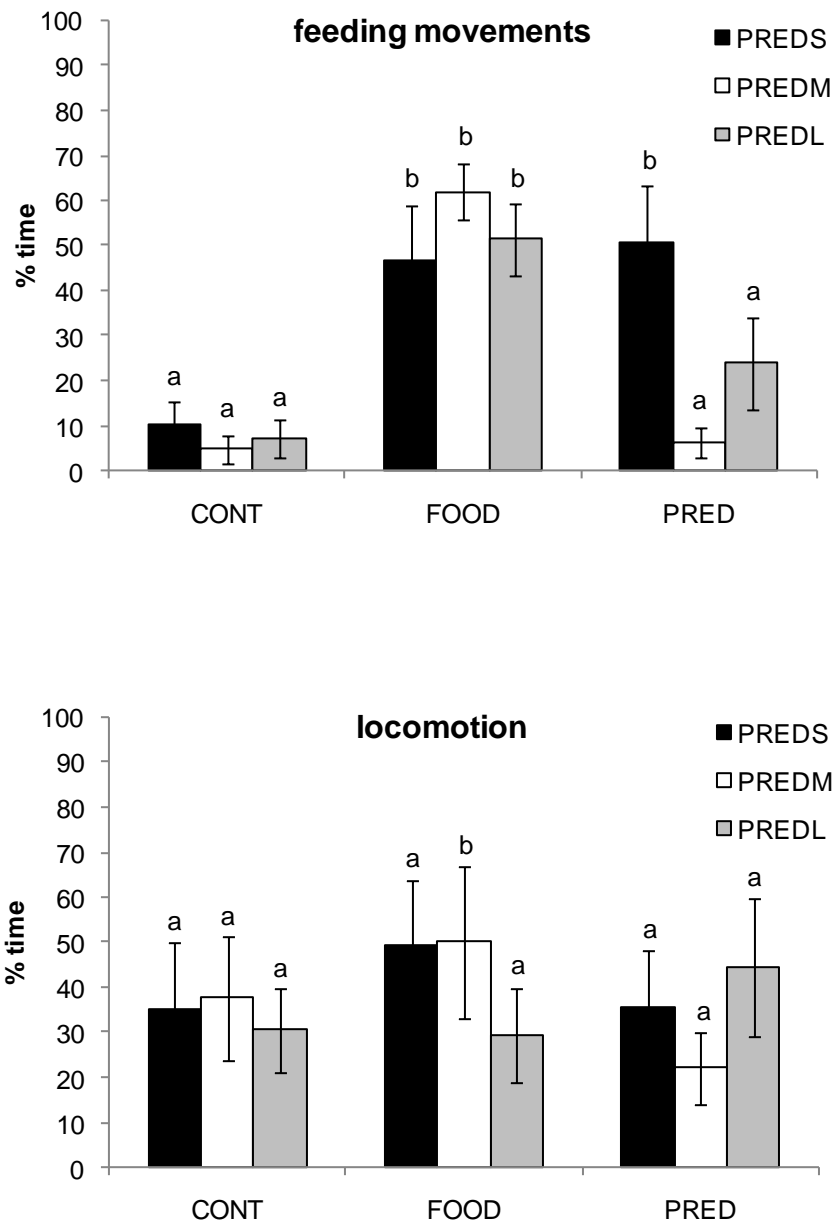 feeding movements
PREDS
PREDM
PREDL
100
90
80
70
60
50
40
30
20
10
0
% time
a
a
a
b
b
b
b
a
a
CONT
FOOD
PRED
locomotion
PREDS
PREDM
PREDL
100
90
80
70
60
50
40
30
20
10
0
% time
a
a
a
a
b
a
a
a
a
CONT
FOOD
PRED